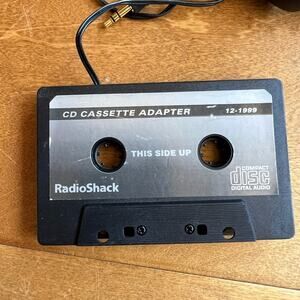 CD CASSETTE ADAPTER 12-1999
THIS SIDE UP
RadioShack
COMPACT
disc
DIGITAL AUDIO